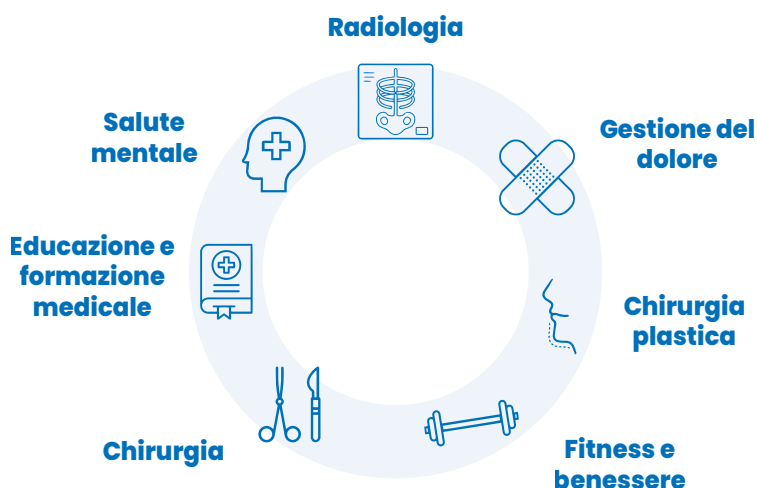 Radiologia
Salute
mentale
Gestione del
dolore
Educazione e
formazione
medicale
Chirurgia
plastica
Chirurgia
Fitness e
benessere